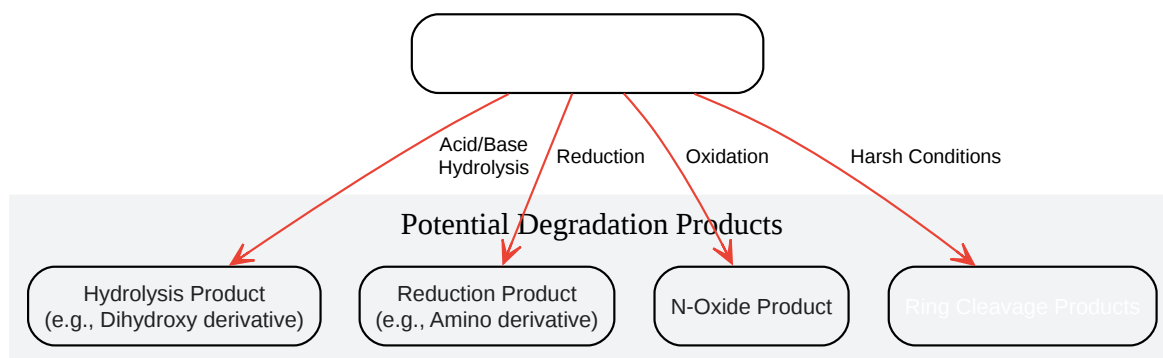 Acid/Base
Hydrolysis
Reduction
Oxidation
Harsh Conditions
Potential Degradation Products
Hydrolysis Product
(e.g., Dihydroxy derivative)
Reduction Product
(e.g., Amino derivative)
N-Oxide Product
Ring Cleavage Products